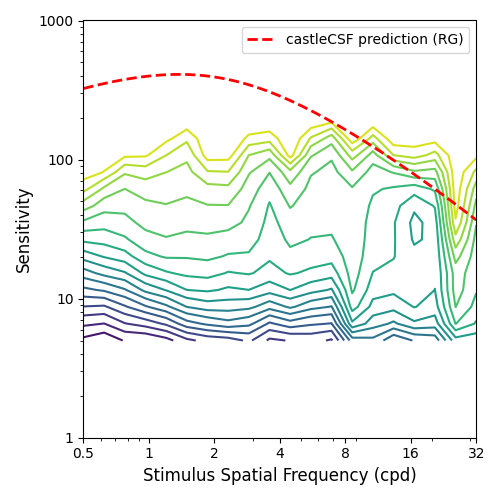 1000
castleCSF prediction (RG)
100
Sensitivity
10
1
0.5 1 2 4 8 16 32
Stimulus Spatial Frequency (cpd)